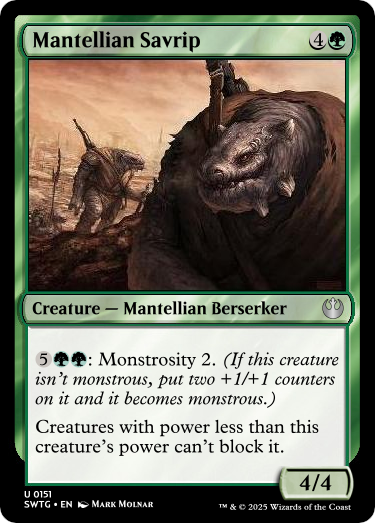 Mantellian Savrip 4
Creature — Mantellian Berserker
5: Monstrosity 2. (If this creature
isn't monstrous, put two +1/+1 counters
on it and it becomes monstrous.)
Creatures with power less than this
creature's power can't block it.
4/4
U 0151
SWTG • EN Mark Molnar
™ & © 2025 Wizards of the Coast